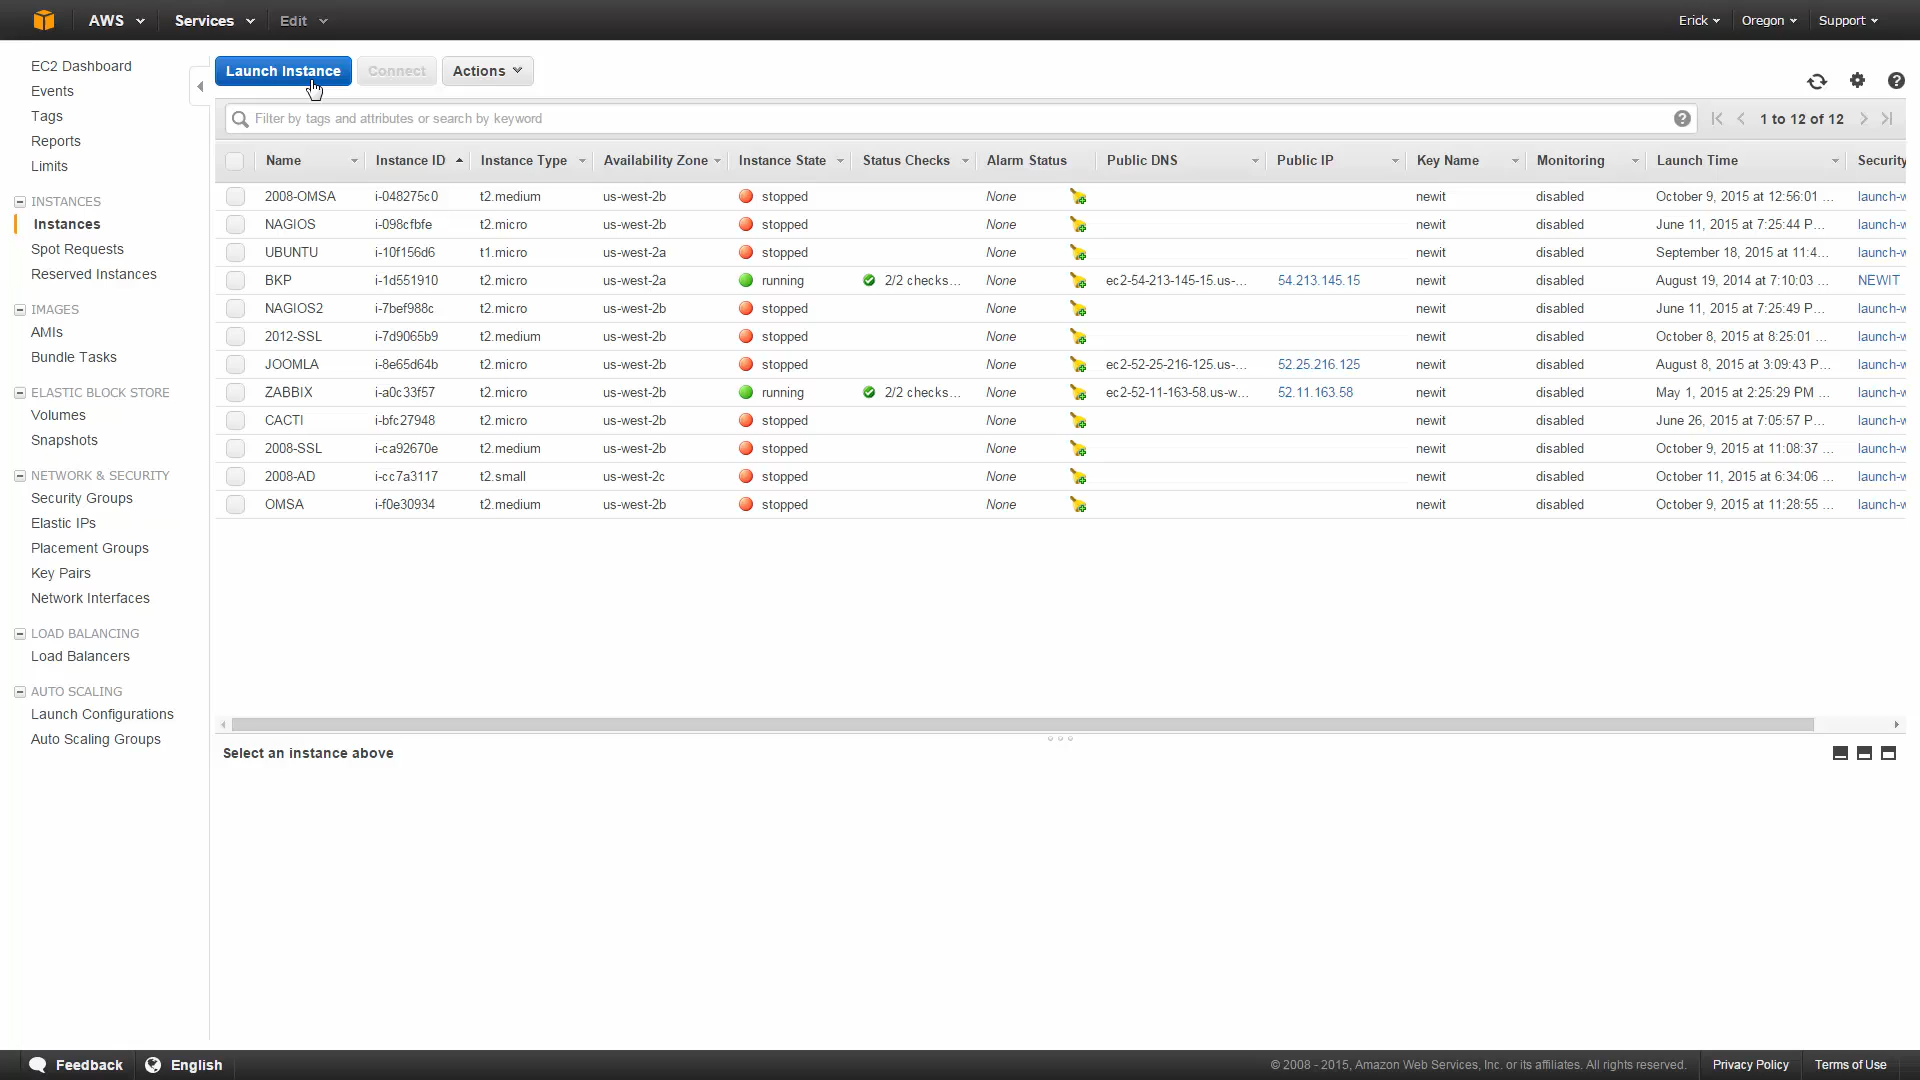 AWS Services Edit Erick Oregon Support
EC2 Dashboard
Events
Tags
Reports
Limits
INSTANCES
Instances
Spot Requests
Reserved Instances
IMAGES
AMIs
Bundle Tasks
ELASTIC BLOCK STORE
Volumes
Snapshots
NETWORK & SECURITY
Security Groups
Elastic IPs
Placement Groups
Key Pairs
Network Interfaces
LOAD BALANCING
Load Balancers
AUTO SCALING
Launch Configurations
Auto Scaling Groups
Launch Instance Connect Actions
Filter by tags and attributes or search by keyword 1 to 12 of 12
Name Instance ID Instance Type Availability Zone Instance State Status Checks Alarm Status Public DNS Public IP Key Name Monitoring Launch Time Security
2008-OMSA i-048275c0 t2.medium us-west-2b stopped None newit disabled October 9, 2015 at 12:56:01 ... launch-w
NAGIOS i-098cfbfe t2.micro us-west-2b stopped None newit disabled June 11, 2015 at 7:25:44 P... launch-w
UBUNTU i-10f156d6 t1.micro us-west-2a stopped None newit disabled September 18, 2015 at 11:4... launch-w
BKP i-1d551910 t2.micro us-west-2a running 2/2 checks... None ec2-54-213-145-15.us-... 54.213.145.15 newit disabled August 19, 2014 at 7:10:03 ... NEWIT
NAGIOS2 i-7bef988c t2.micro us-west-2b stopped None newit disabled June 11, 2015 at 7:25:49 P... launch-w
2012-SSL i-7d9065b9 t2.medium us-west-2b stopped None newit disabled October 8, 2015 at 8:25:01 ... launch-w
JOOMLA i-8e65d64b t2.micro us-west-2b stopped None ec2-52-25-216-125.us-... 52.25.216.125 newit disabled August 8, 2015 at 3:09:43 P... launch-w
ZABBIX i-a0c33f57 t2.micro us-west-2b running 2/2 checks... None ec2-52-11-163-58.us-w... 52.11.163.58 newit disabled May 1, 2015 at 2:25:29 PM ... launch-w
CACTI i-bfc27948 t2.micro us-west-2b stopped None newit disabled June 26, 2015 at 7:05:57 P... launch-w
2008-SSL i-ca92670e t2.medium us-west-2b stopped None newit disabled October 9, 2015 at 11:08:37 ... launch-w
2008-AD i-cc7a3117 t2.small us-west-2c stopped None newit disabled October 11, 2015 at 6:34:06 ... launch-w
OMSA i-f0e30934 t2.medium us-west-2b stopped None newit disabled October 9, 2015 at 11:28:55 ... launch-w
Select an instance above
Feedback English © 2008 - 2015, Amazon Web Services, Inc. or its affiliates. All rights reserved. Privacy Policy Terms of Use